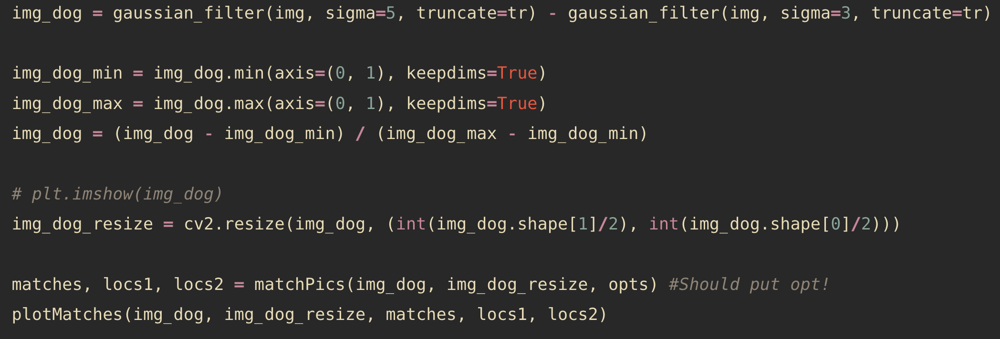 img_dog = gaussian_filter(img, sigma=5, truncate=tr) - gaussian_filter(img, sigma=3, truncate=tr)
img_dog_min = img_dog.min(axis=(0, 1), keepdims=True)
img_dog_max = img_dog.max(axis=(0, 1), keepdims=True)
img_dog = (img_dog - img_dog_min) / (img_dog_max - img_dog_min)
# plt.imshow(img_dog)
img_dog_resize = cv2.resize(img_dog, (int(img_dog.shape[1]/2), int(img_dog.shape[0]/2)))
matches, locs1, locs2 = matchPics(img_dog, img_dog_resize, opts) #Should put opt!
plotMatches(img_dog, img_dog_resize, matches, locs1, locs2)